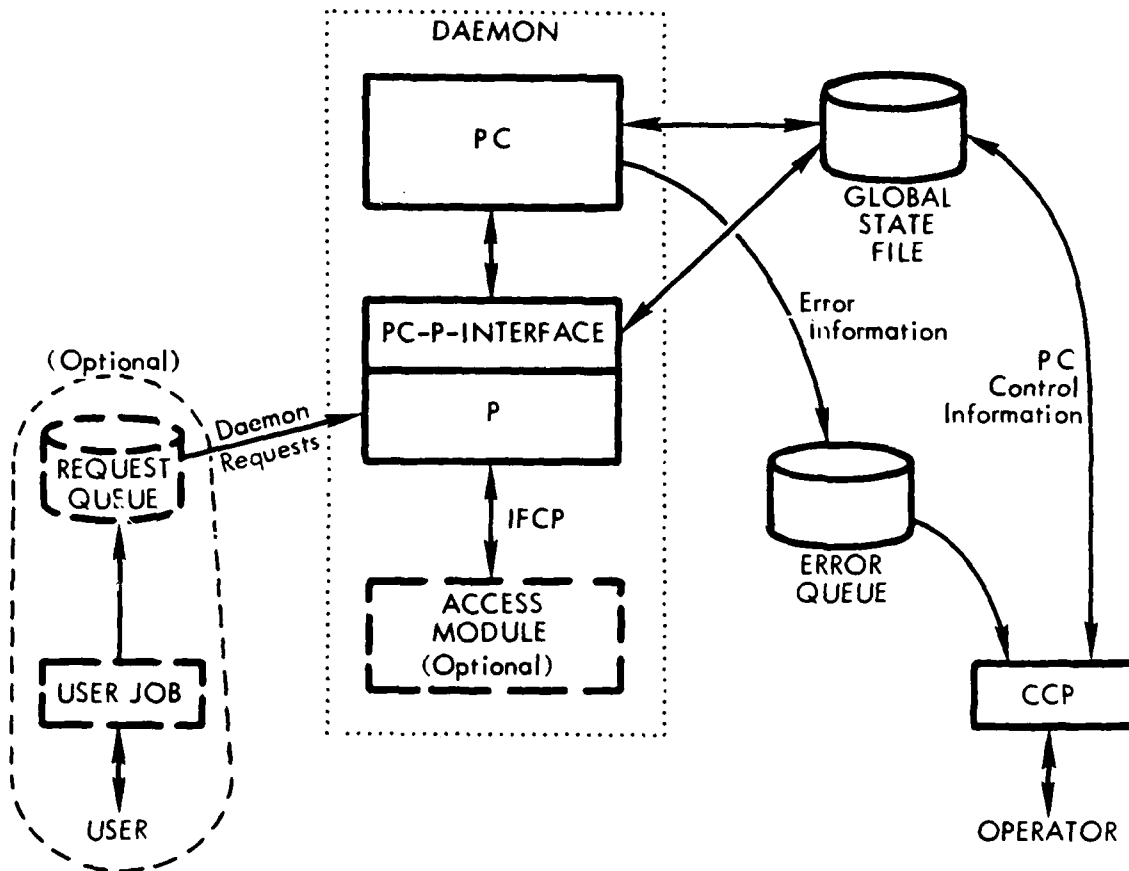 DAEMON
PC
GLOBAL
STATE
FILE
PC-P-INTERFACE
P
Error
Information
PC
Control
Information
(Optional)
REQUEST
QUEUE
Daemon
Requests
IFCP
ACCESS
MODULE
(Optional)
ERROR
QUEUE
USER JOB
CCP
USER
OPERATOR